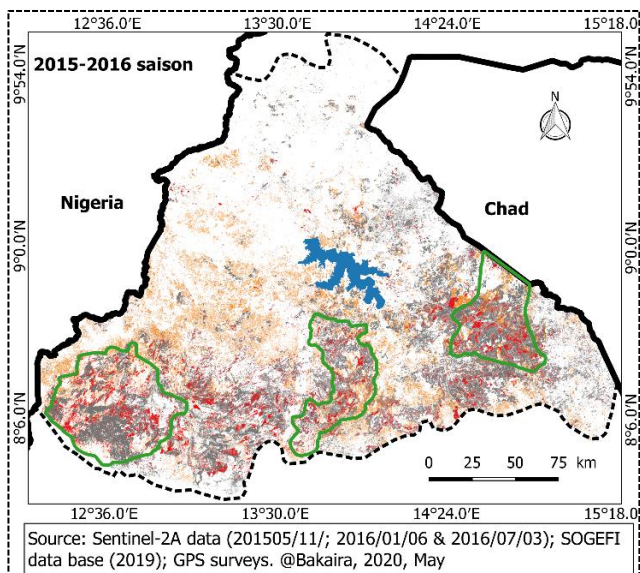 12°36.0'E 13°30.0'E 14°24.0'E 15°18.0'E
2015-2016 saison
9°54.0'N
9°54.0'N
N
Nigeria
Chad
9°0.0'N
9°0.0'N
8°6.0'N
8°6.0'N
0 25 50 75 km
12°36.0'E 13°30.0'E 14°24.0'E 15°18.0'E
Source: Sentinel-2A data (201505/11/; 2016/01/06 & 2016/07/03); SOGEFI
data base (2019); GPS surveys. @Bakaira, 2020, May